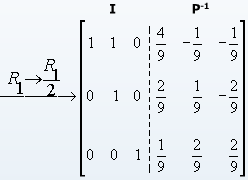 I P⁻¹
1 1 0 4/9 -1/9 -1/9
R₁→R₁/2 0 1 0 2/9 1/9 -2/9
0 0 1 1/9 2/9 2/9